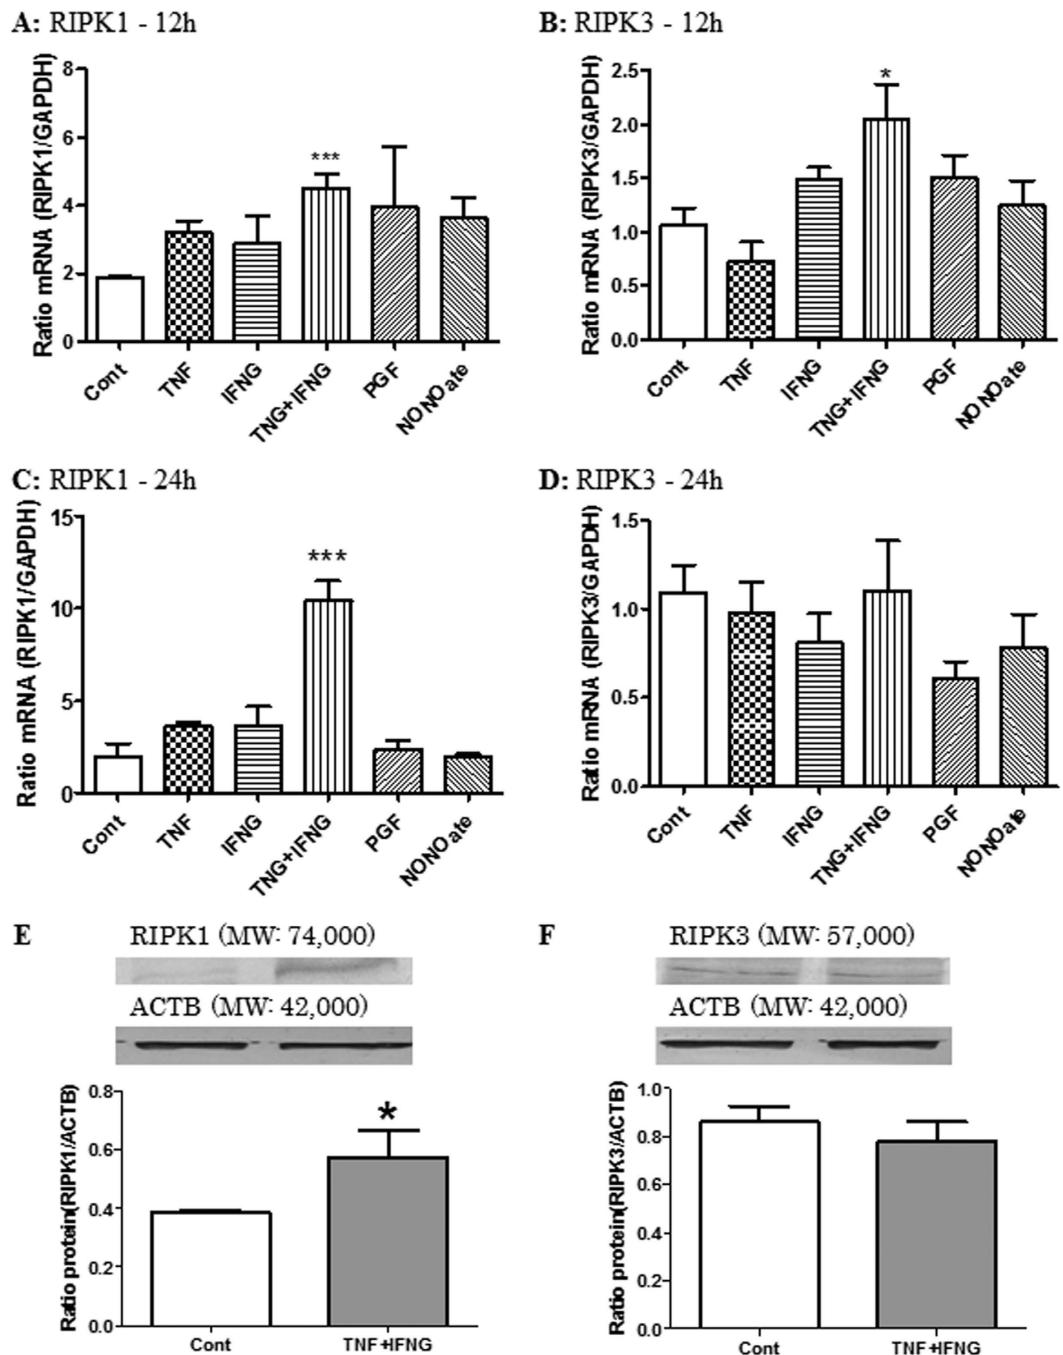 A: RIPK1 - 12h
Ratio mRNA (RIPK1/GAPDH)
8
6
4
2
0
***
Cont
TNF
IFNG
TNG+IFNG
PGF
NONOate
B: RIPK3 - 12h
Ratio mRNA (RIPK3/GAPDH)
2.5
2.0
1.5
1.0
0.5
0.0
*
Cont
TNF
IFNG
TNG+IFNG
PGF
NONOate
C: RIPK1 - 24h
Ratio mRNA (RIPK1/GAPDH)
15
10
5
0
***
Cont
TNF
IFNG
TNG+IFNG
PGF
NONOate
D: RIPK3 - 24h
Ratio mRNA (RIPK3/GAPDH)
1.5
1.0
0.5
0.0
Cont
TNF
IFNG
TNG+IFNG
PGF
NONOate
E
RIPK1 (MW: 74,000)
ACTB (MW: 42,000)
Ratio protein(RIPK1/ACTB)
0.8
0.6
0.4
0.2
0.0
*
Cont
TNF+IFNG
F
RIPK3 (MW: 57,000)
ACTB (MW: 42,000)
Ratio protein(RIPK3/ACTB)
1.0
0.8
0.6
0.4
0.2
0.0
Cont
TNF+IFNG